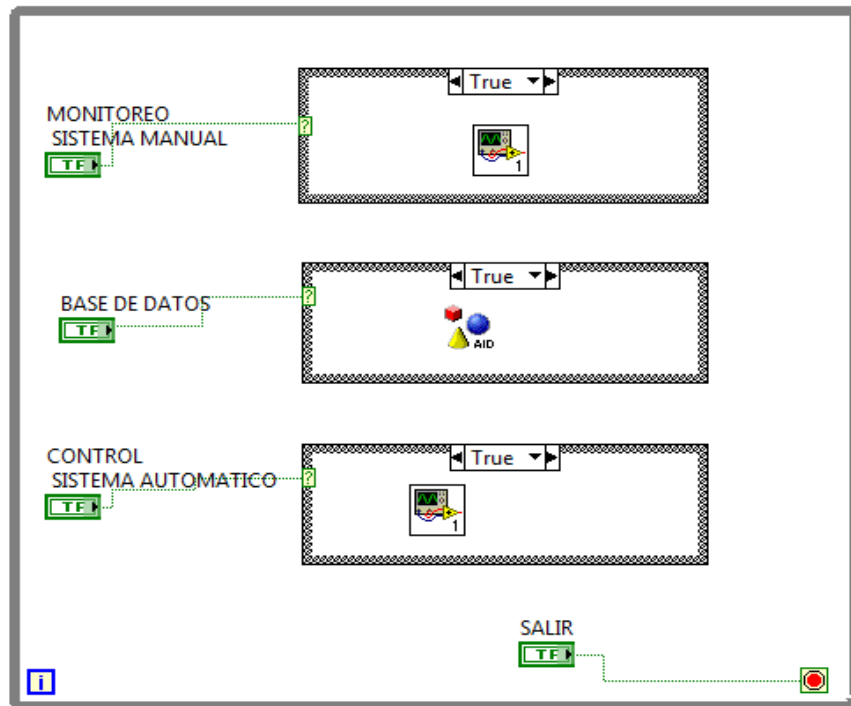 True
MONITOREO
SISTEMA MANUAL
TF
1
True
BASE DE DATOS
TF
AID
True
CONTROL
SISTEMA AUTOMATICO
TF
1
SALIR
TF
i